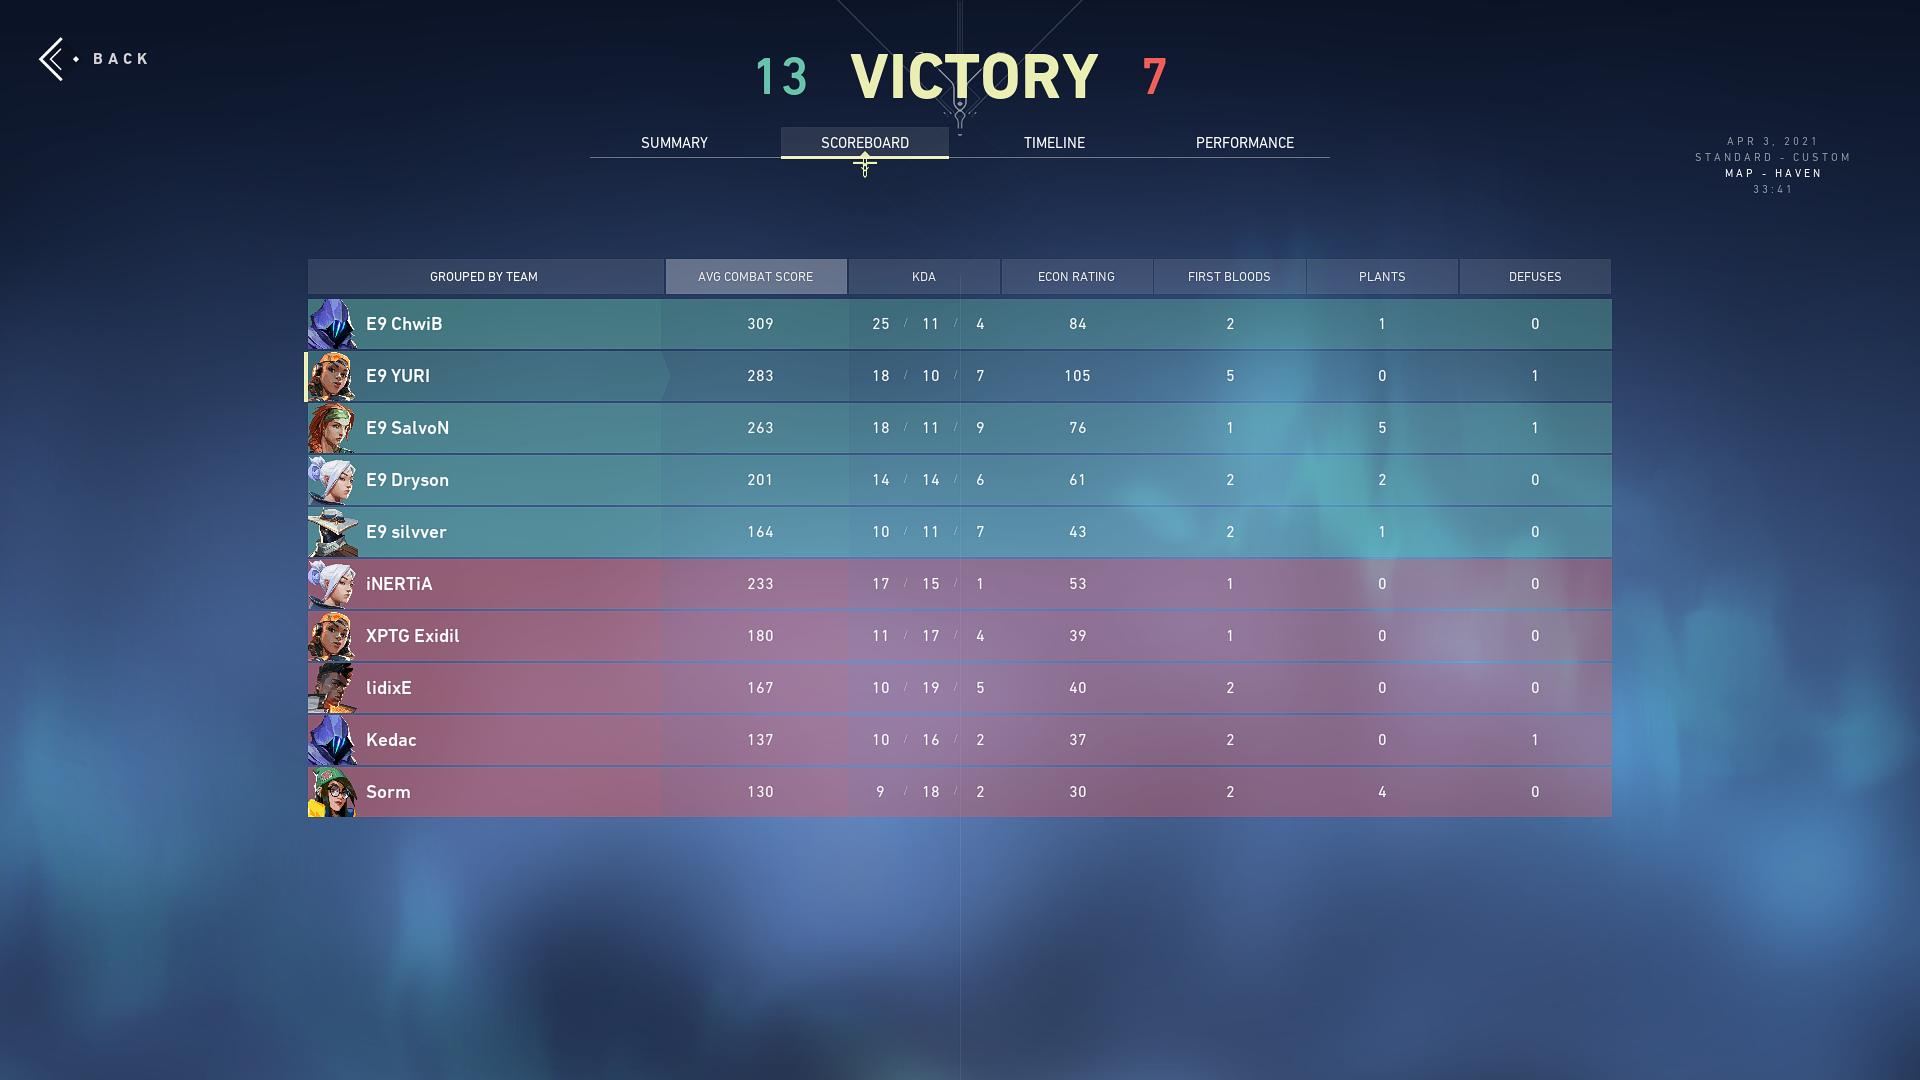 BACK
13 VICTORY 7
SUMMARY SCOREBOARD TIMELINE PERFORMANCE
APR 3, 2021
STANDARD - CUSTOM
MAP - HAVEN
33:41
GROUPED BY TEAM AVG COMBAT SCORE KDA ECON RATING FIRST BLOODS PLANTS DEFUSES
E9 ChwiB 309 25 / 11 / 4 84 2 1 0
E9 YURI 283 18 / 10 / 7 105 5 0 1
E9 SalvoN 263 18 / 11 / 9 76 1 5 1
E9 Dryson 201 14 / 14 / 6 61 2 2 0
E9 silvver 164 10 / 11 / 7 43 2 1 0
iNERTiA 233 17 / 15 / 1 53 1 0 0
XPTG Exidil 180 11 / 17 / 4 39 1 0 0
lidixE 167 10 / 19 / 5 40 2 0 0
Kedac 137 10 / 16 / 2 37 2 0 1
Sorm 130 9 / 18 / 2 30 2 4 0